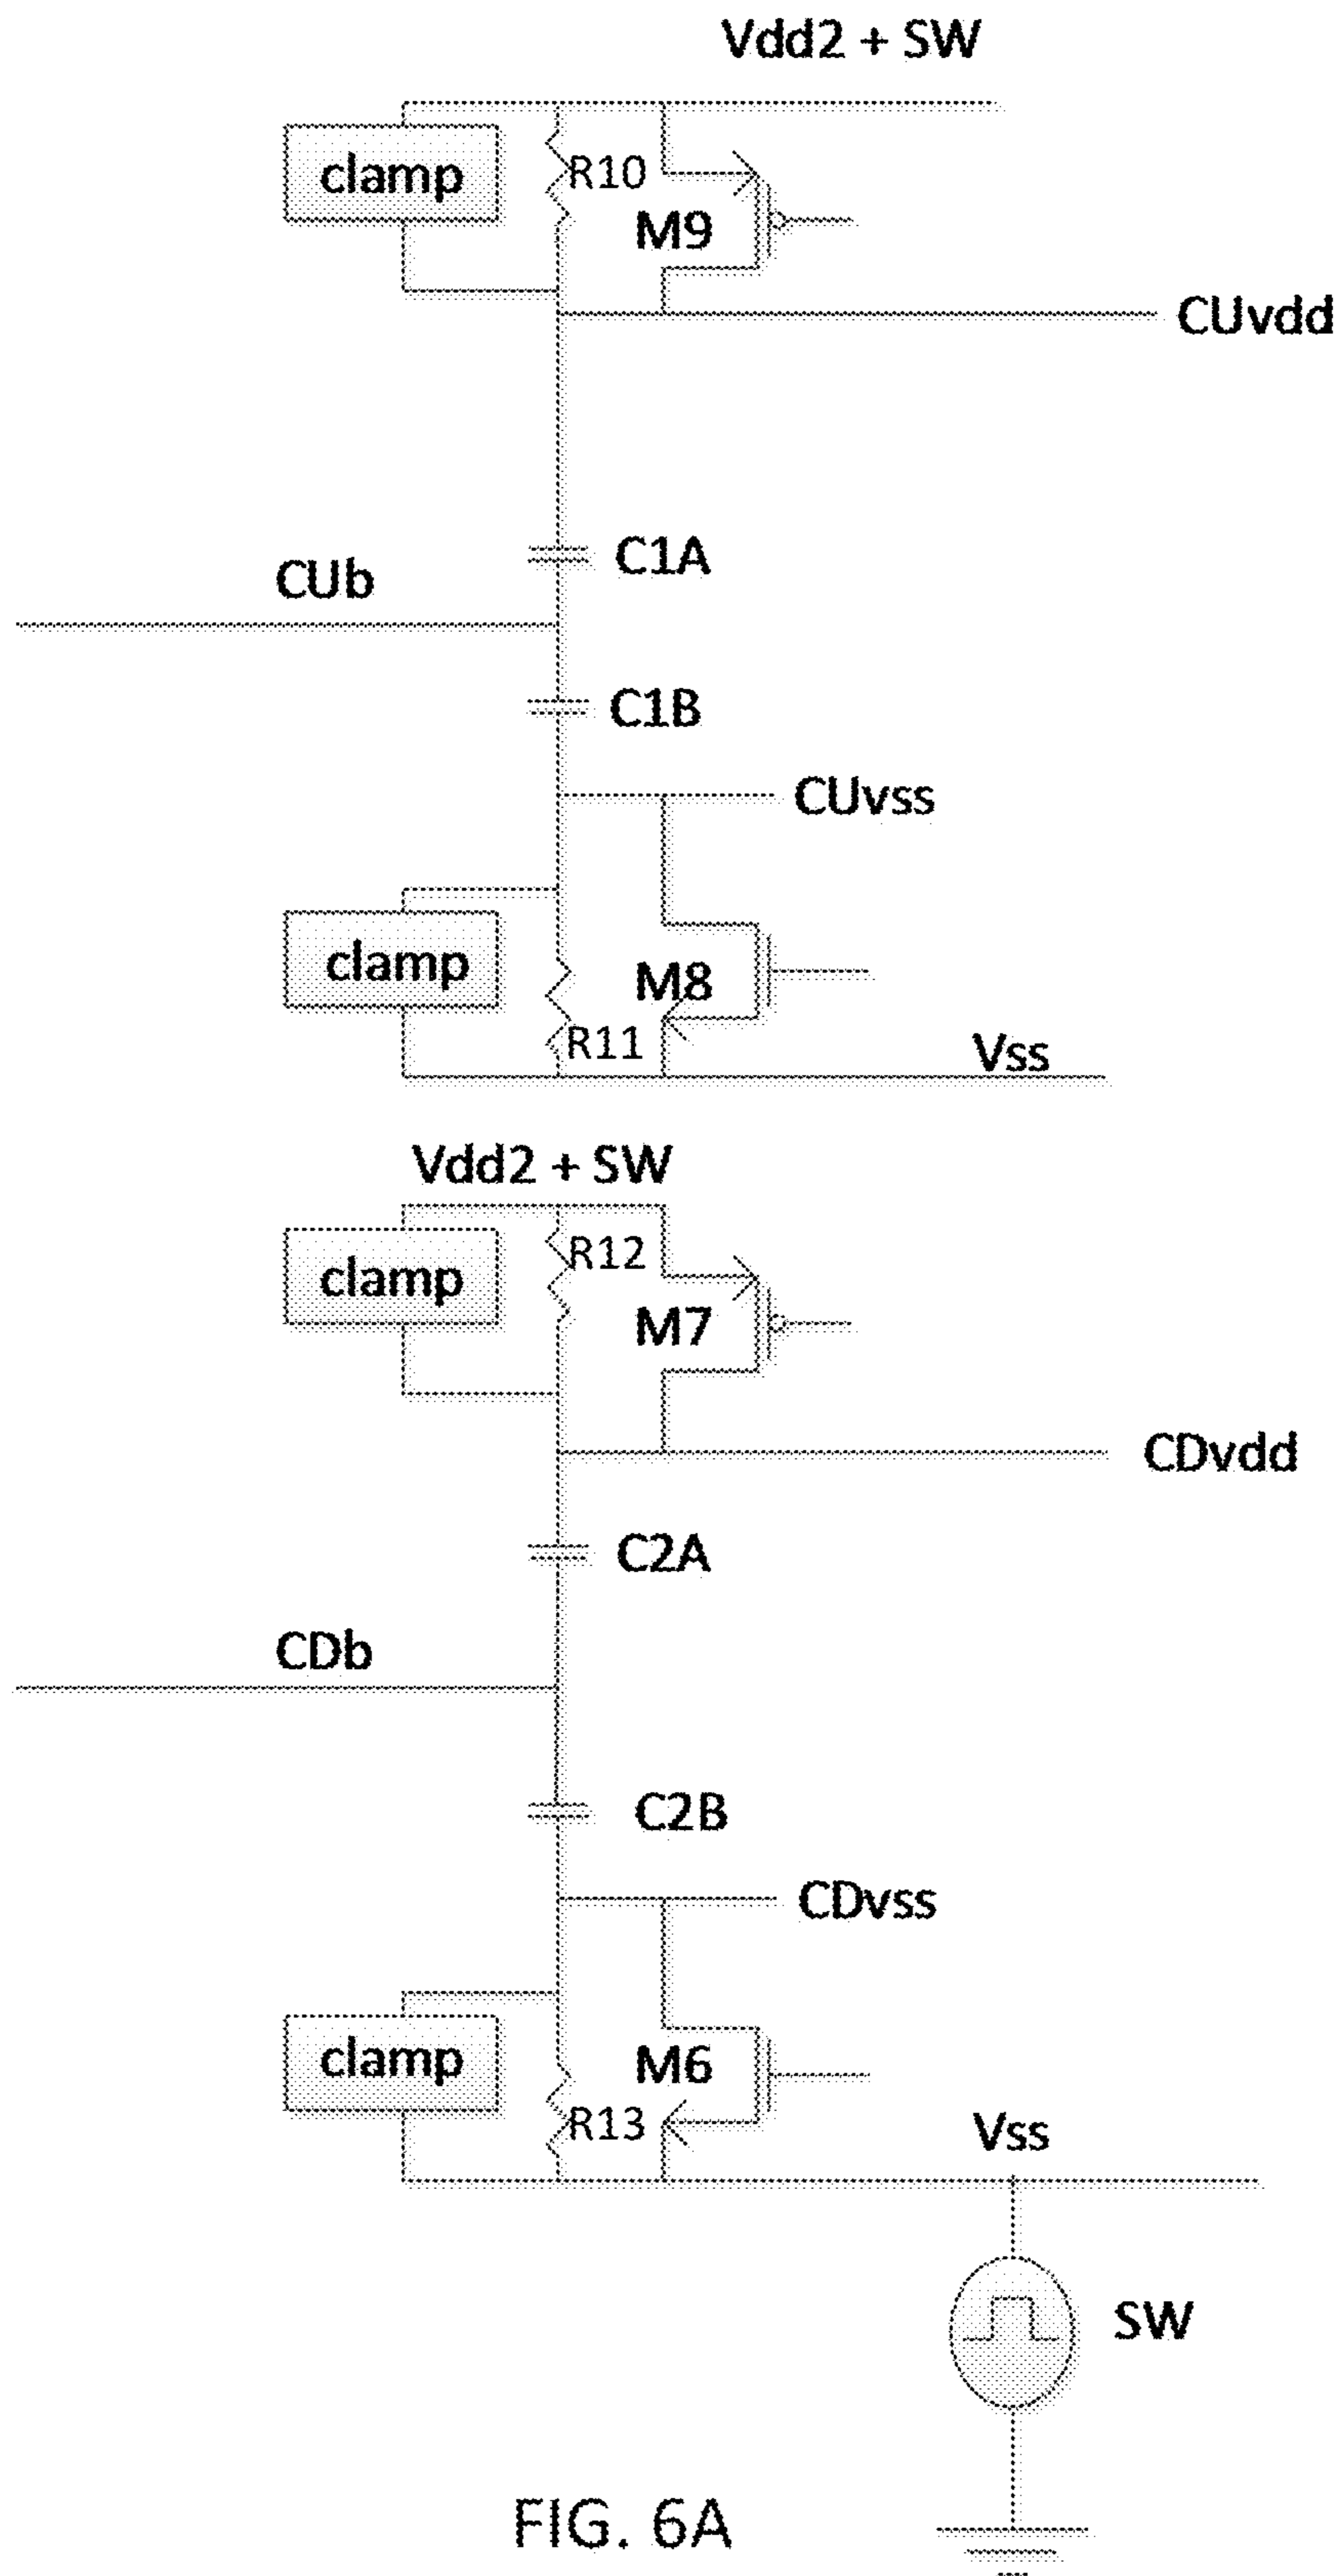 Vdd2 + SW
clamp
R10
M9
CUvdd
C1A
CUb
C1B
CUvss
clamp
M8
R11
Vss
Vdd2 + SW
clamp
R12
M7
CDvdd
C2A
CDb
C2B
CDvss
clamp
M6
R13
Vss
SW
FIG. 6A